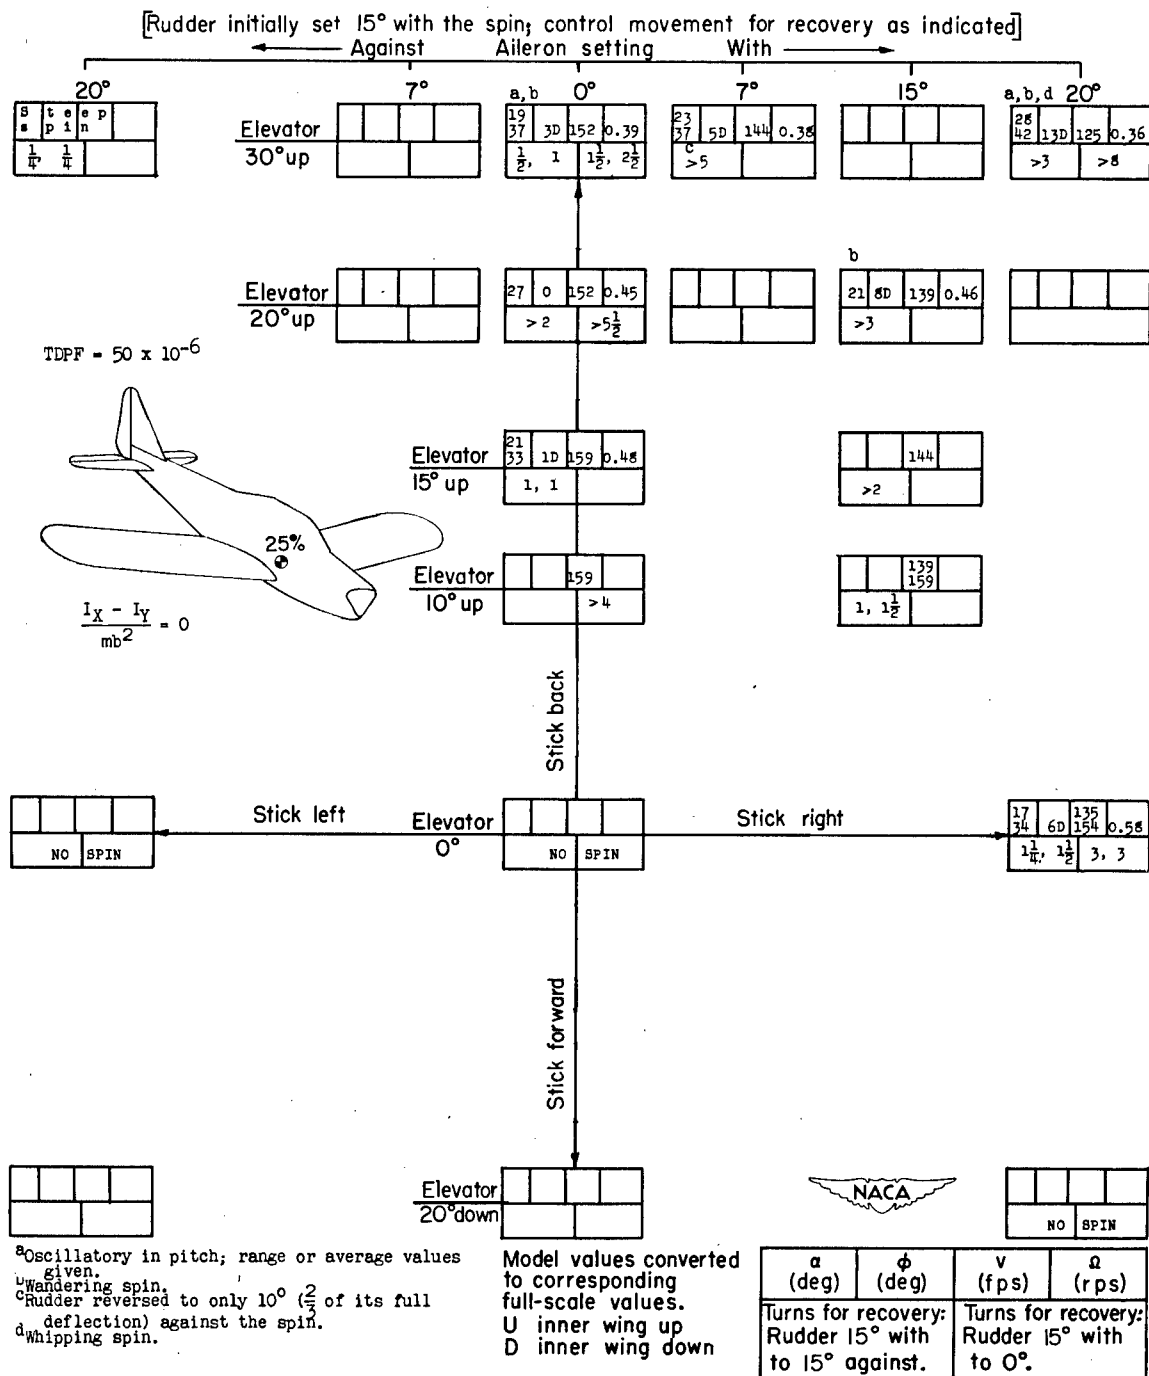 [Rudder initially set 15° with the spin; control movement for recovery as indicated]
Against Aileron setting With
20° 7° 0° 7° 15° 20°
a,b a,b,d
S t e e p
s p i n
1/4, 1/4
Elevator
30° up
19
37 3D 152 0.39
1/2, 1 1 1/2, 2 1/2
23
37 5D 144 0.38
c
>5
28
42 13D 125 0.36
>3 >8
b
Elevator
20° up
27 0 152 0.45
>2 >5 1/2
21 8D 139 0.46
>3
TDPF = 50 x 10-6
Elevator
15° up
21
33 1D 159 0.48
1, 1
144
>2
25%
Elevator
10° up
159
>4
139
159
1, 1 1/2
I_X - I_Y
mb² = 0
Stick back
Stick left
Elevator
0°
Stick right
NO SPIN
NO SPIN
17 135
34 6D 154 0.58
1 1/4, 1 1/2 3, 3
Stick forward
Elevator
20° down
NACA
NO SPIN
aOscillatory in pitch; range or average values
given.
bWandering spin.
cRudder reversed to only 10° (2/3 of its full
deflection) against the spin.
dWhipping spin.
Model values converted
to corresponding
full-scale values.
U inner wing up
D inner wing down
α ϕ V Ω
(deg) (deg) (fps) (rps)
Turns for recovery:
Rudder 15° with
to 15° against.
Turns for recovery:
Rudder 15° with
to 0°.